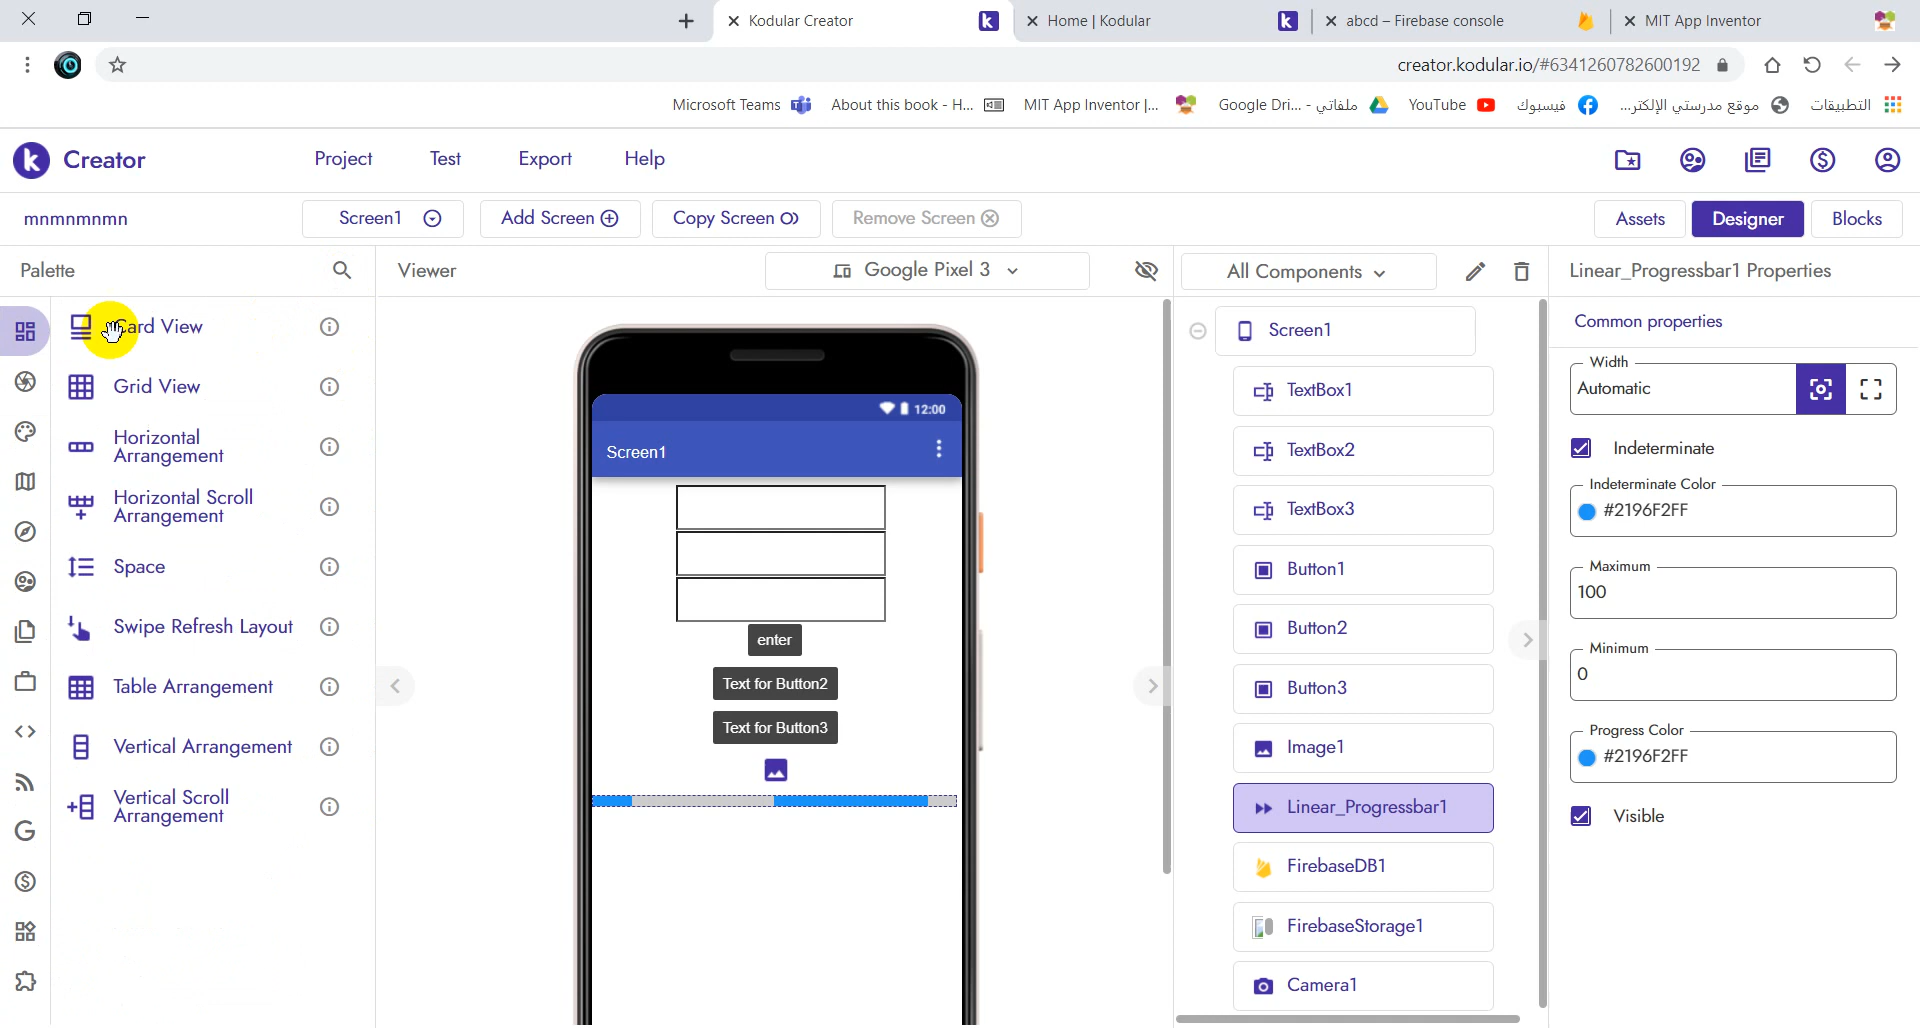 Kodular Creator
Home | Kodular
abcd – Firebase console
MIT App Inventor
creator.kodular.io/#6341260782600192
Microsoft Teams
About this book - H...
MIT App Inventor |...
Google Dri... - ملفاتي
YouTube
فيسبوك
موقع مدرستي الإلكتر...
التطبيقات
k Creator
Project
Test
Export
Help
mnmnmnmn
Screen1
Add Screen
Copy Screen
Remove Screen
Assets
Designer
Blocks
Palette
Viewer
Google Pixel 3
All Components
Linear_Progressbar1 Properties
Card View
Grid View
Horizontal
Arrangement
Horizontal Scroll
Arrangement
Space
Swipe Refresh Layout
Table Arrangement
Vertical Arrangement
Vertical Scroll
Arrangement
12:00
Screen1
enter
Text for Button2
Text for Button3
Screen1
TextBox1
TextBox2
TextBox3
Button1
Button2
Button3
Image1
Linear_Progressbar1
FirebaseDB1
FirebaseStorage1
Camera1
Common properties
Width
Automatic
Indeterminate
Indeterminate Color
#2196F2FF
Maximum
100
Minimum
0
Progress Color
#2196F2FF
Visible